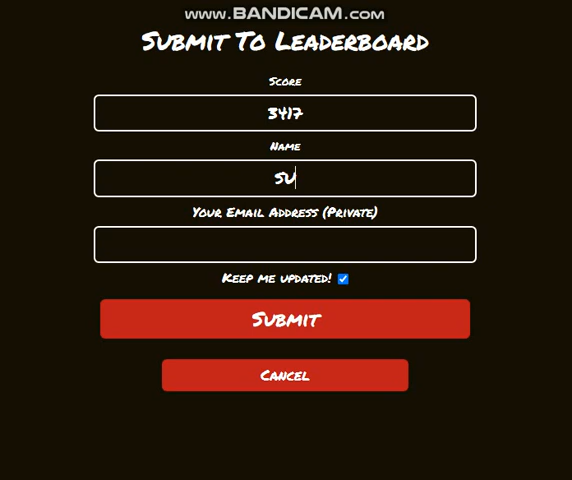 www.BANDICAM.com
Submit To Leaderboard
Score
3417
Name
SU
Your Email Address (Private)
Keep me updated!
Submit
Cancel